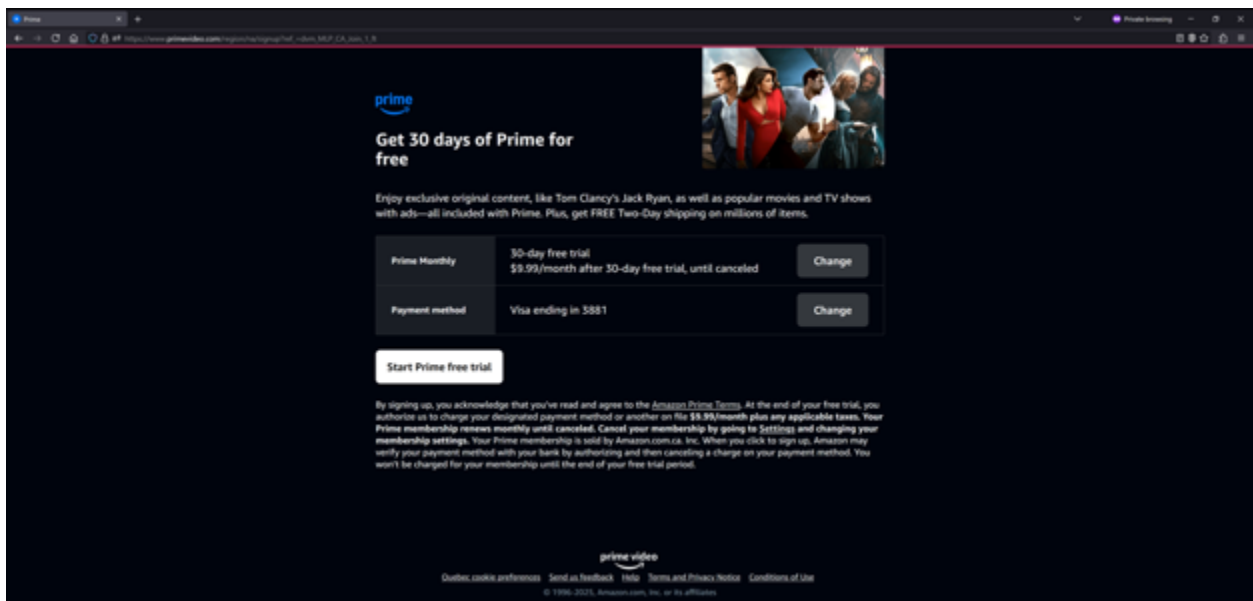 Prime
Private browsing
https://www.primevideo.com/region/na/signup?ref_=dvm_MLP_CA_Join_1_ft
prime
Get 30 days of Prime for
free
Enjoy exclusive original content, like Tom Clancy's Jack Ryan, as well as popular movies and TV shows
with ads—all included with Prime. Plus, get FREE Two-Day shipping on millions of items.
Prime Monthly
30-day free trial
$9.99/month after 30-day free trial, until canceled
Change
Payment method
Visa ending in 3881
Change
Start Prime free trial
By signing up, you acknowledge that you've read and agree to the Amazon Prime Terms. At the end of your free trial, you
authorize us to charge your designated payment method or another on file $9.99/month plus any applicable taxes. Your
Prime membership renews monthly until canceled. Cancel your membership by going to Settings and changing your
membership settings. Your Prime membership is sold by Amazon.com.ca. Inc. When you click to sign up, Amazon may
verify your payment method with your bank by authorizing and then canceling a charge on your payment method. You
won't be charged for your membership until the end of your free trial period.
prime video
Quebec cookie preferences Send us feedback Help Terms and Privacy Notice Conditions of Use
© 1996-2025, Amazon.com, Inc. or its affiliates